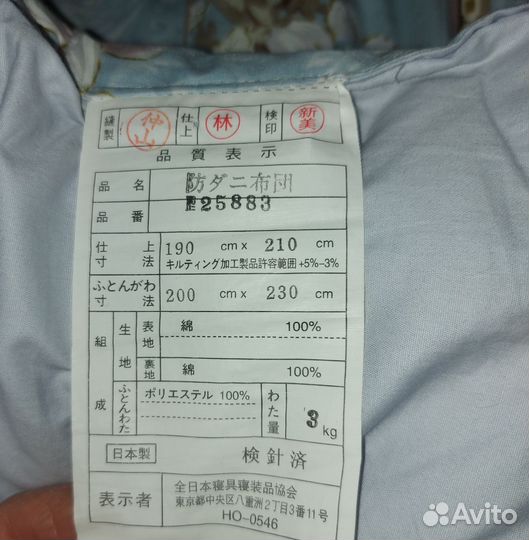 縫製 仲山 仕上 林 検印 新美
品質表示
品名 防ダニ布団
品番 25883
仕上寸法 190 cm x 210 cm
キルティング加工製品許容範囲+5%-3%
ふとんがわ寸法 200 cm x 230 cm
組成 生地 表地 綿 100%
裏地 綿 100%
ふとんわた ポリエステル 100% わた量 3 kg
日本製 検針済
表示者 全日本寝具寝装品協会
東京都中央区八重洲2丁目3番11号
HO-0546
Avito